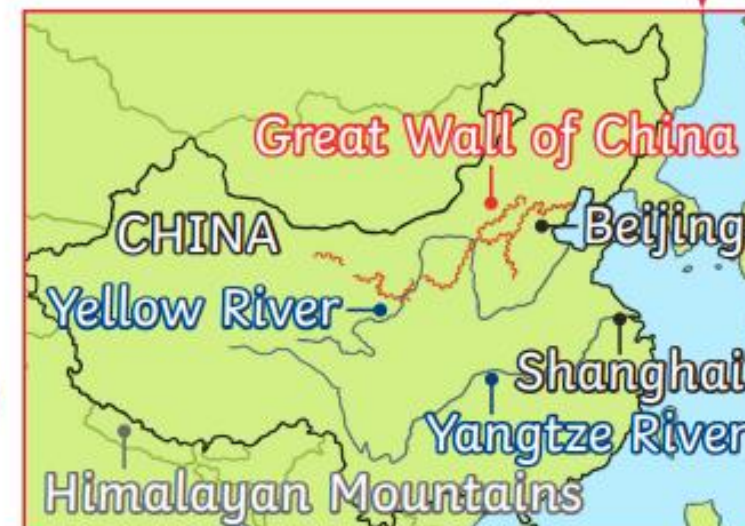 Great Wall of China
CHINA
Beijing
Yellow River
Shanghai
Yangtze River
Himalayan Mountains